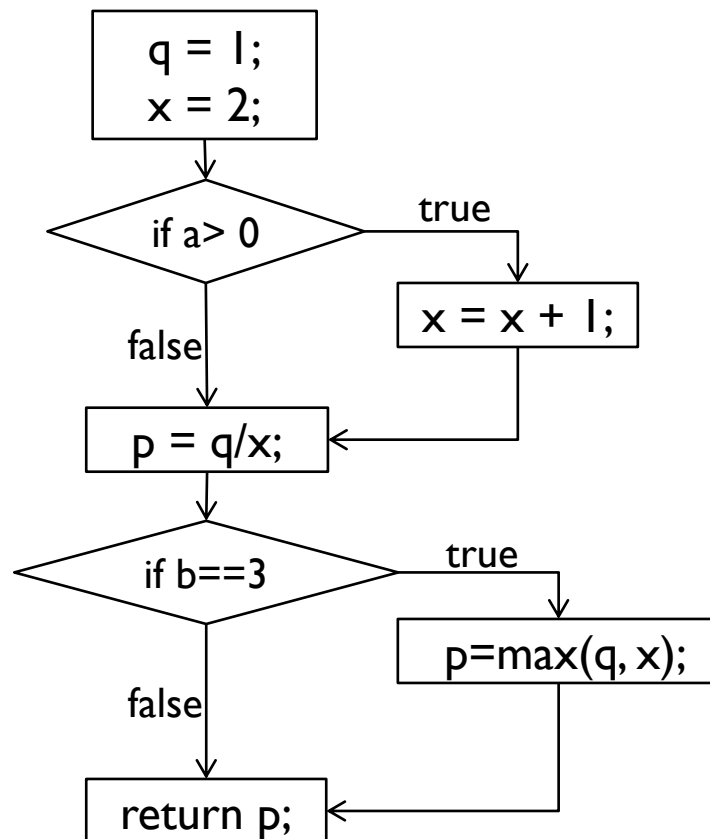 q = 1;
x = 2;
if a> 0
true
x = x + 1;
false
p = q/x;
if b==3
true
p=max(q, x);
false
return p;